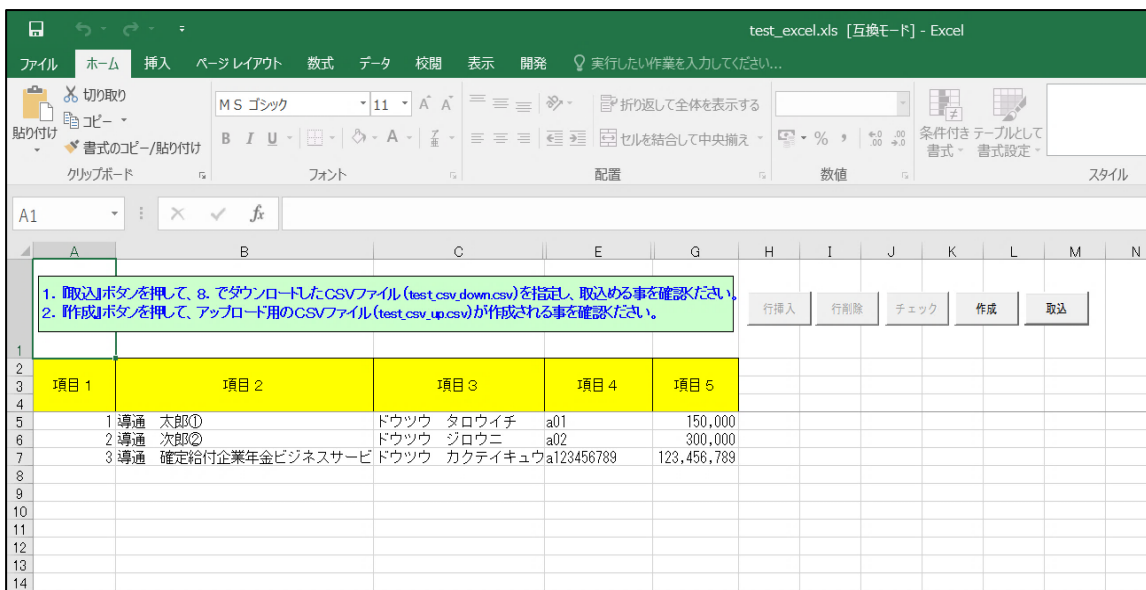 test_excel.xls [互換モード] - Excel
ファイル ホーム 挿入 ページ レイアウト 数式 データ 校閲 表示 開発 実行したい作業を入力してください...
切り取り
コピー
書式のコピー/貼り付け
貼り付け
クリップボード
ＭＳ ゴシック 11 A A
B I U A
フォント
折り返して全体を表示する
セルを結合して中央揃え
配置
% ,
数値
条件付き書式
テーブルとして書式設定
スタイル
A1 fx
A B C E G H I J K L M N
1．『取込』ボタンを押して、8．でダウンロードしたCSVファイル（test_csv_down.csv）を指定し、取込める事を確認ください。
2．『作成』ボタンを押して、アップロード用のCSVファイル（test_csv_up.csv）が作成される事を確認ください。
行挿入 行削除 チェック 作成 取込
1
2
3 項目１ 項目２ 項目３ 項目４ 項目５
4
5 1 導通　太郎① ドウツウ　タロウイチ a01 150,000
6 2 導通　次郎② ドウツウ　ジロウニ a02 300,000
7 3 導通　確定給付企業年金ビジネスサービ ドウツウ　カクテイキュウ a123456789 123,456,789
8
9
10
11
12
13
14